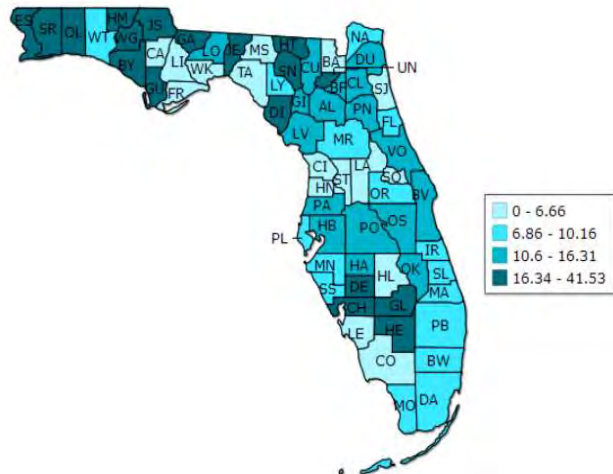 HM
NA
ES
SR
OL
WT
WG
JS
GA
LO
JE
MS
HT
BA
DU
BY
CA
LI
WK
TA
LY
SN
CU
UN
GU
FR
BF
CL
SJ
DI
GI
AL
PN
FL
LV
MR
VO
CI
ST
LA
SO
HN
OR
BV
PA
PL
HB
PO
OS
IR
MN
HA
HL
OK
SL
SS
DE
MA
CH
GL
LE
HE
PB
CO
BW
MO
DA
0 - 6.66
6.86 - 10.16
10.6 - 16.31
16.34 - 41.53